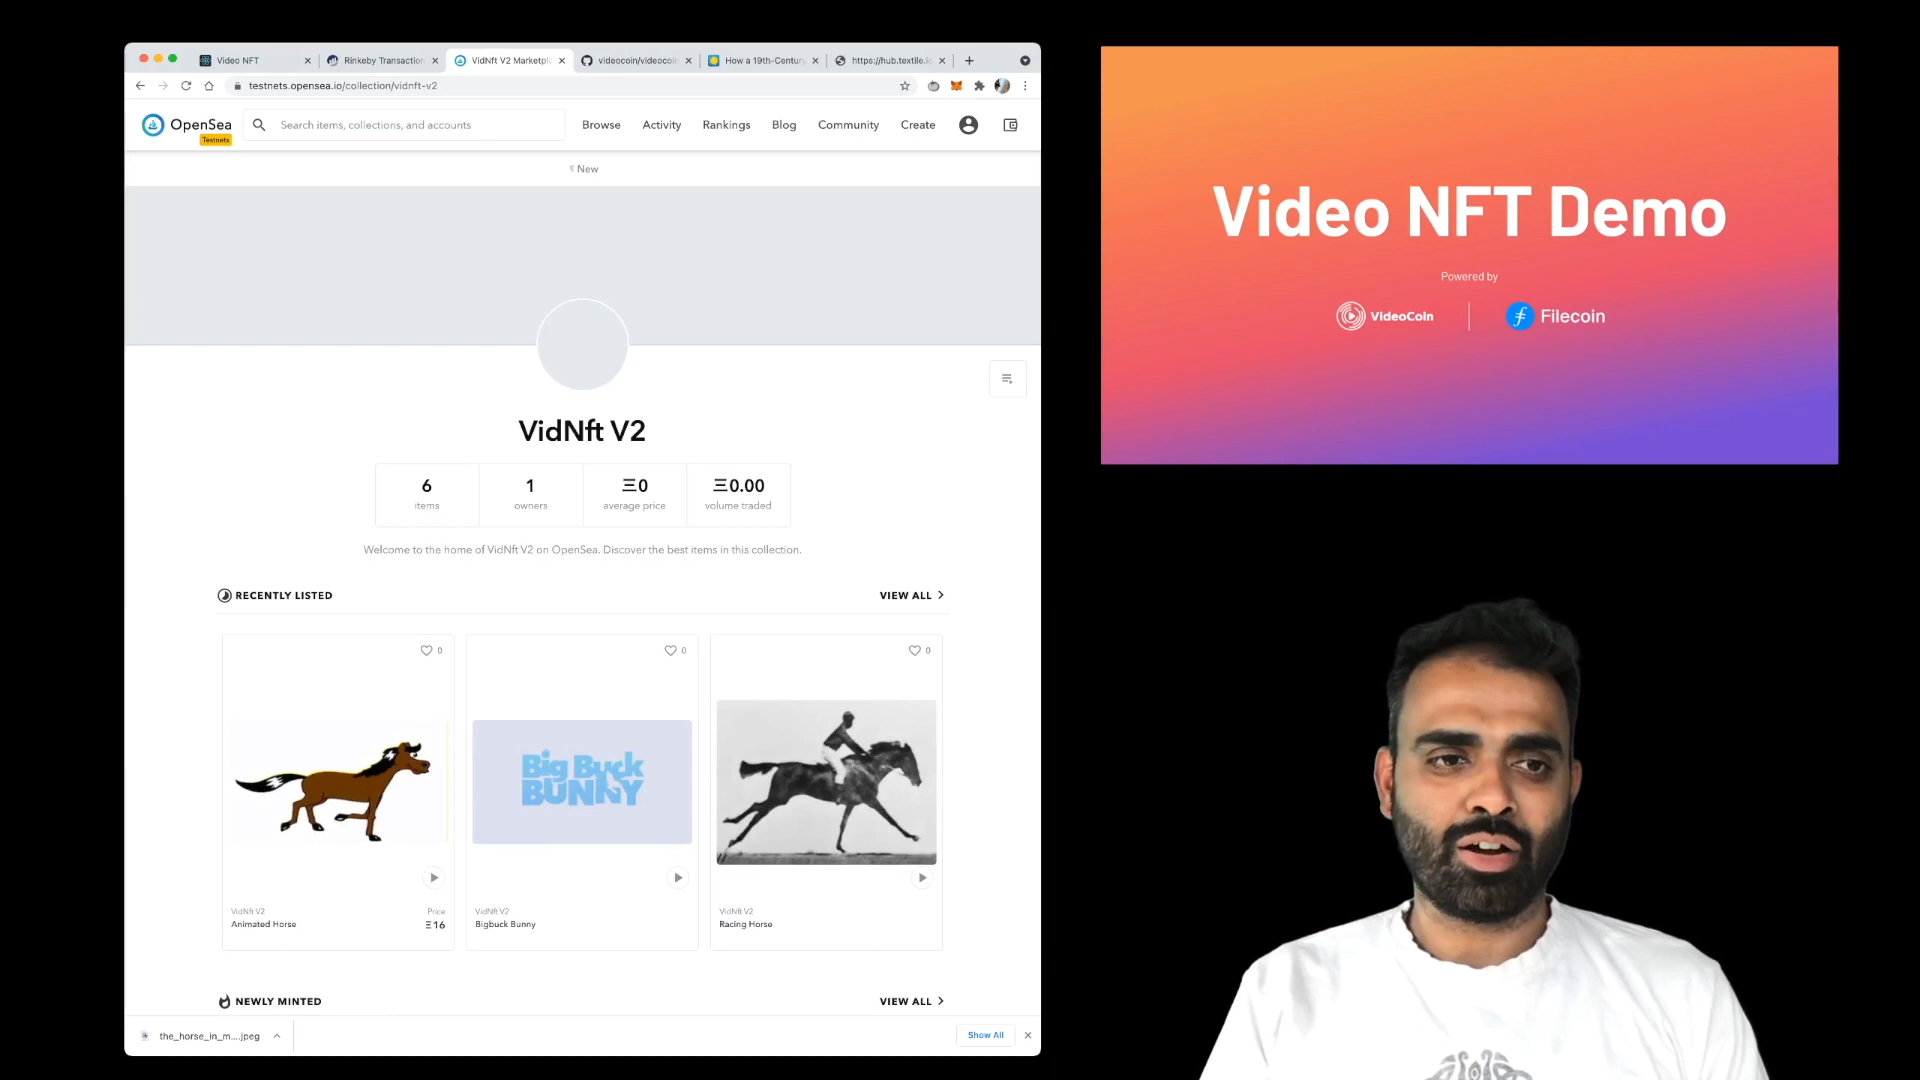 Video NFT
Rinkeby Transaction
VidNft V2 Marketpl
videocoin/videocoin
How a 19th-Centur
https://hub.textile.i
testnets.opensea.io/collection/vidnft-v2
OpenSea
Testnets
Search items, collections, and accounts
Browse
Activity
Rankings
Blog
Community
Create
New
VidNft V2
6
items
1
owners
0
average price
0.00
volume traded
Welcome to the home of VidNft V2 on OpenSea. Discover the best items in this collection.
RECENTLY LISTED
VIEW ALL
0
0
0
Big Buck
BUNNY
VidNft V2
Price
Animated Horse
16
VidNft V2
Bigbuck Bunny
VidNft V2
Racing Horse
NEWLY MINTED
VIEW ALL
the_horse_in_m....jpeg
Show All
Video NFT Demo
Powered by
VideoCoin
Filecoin